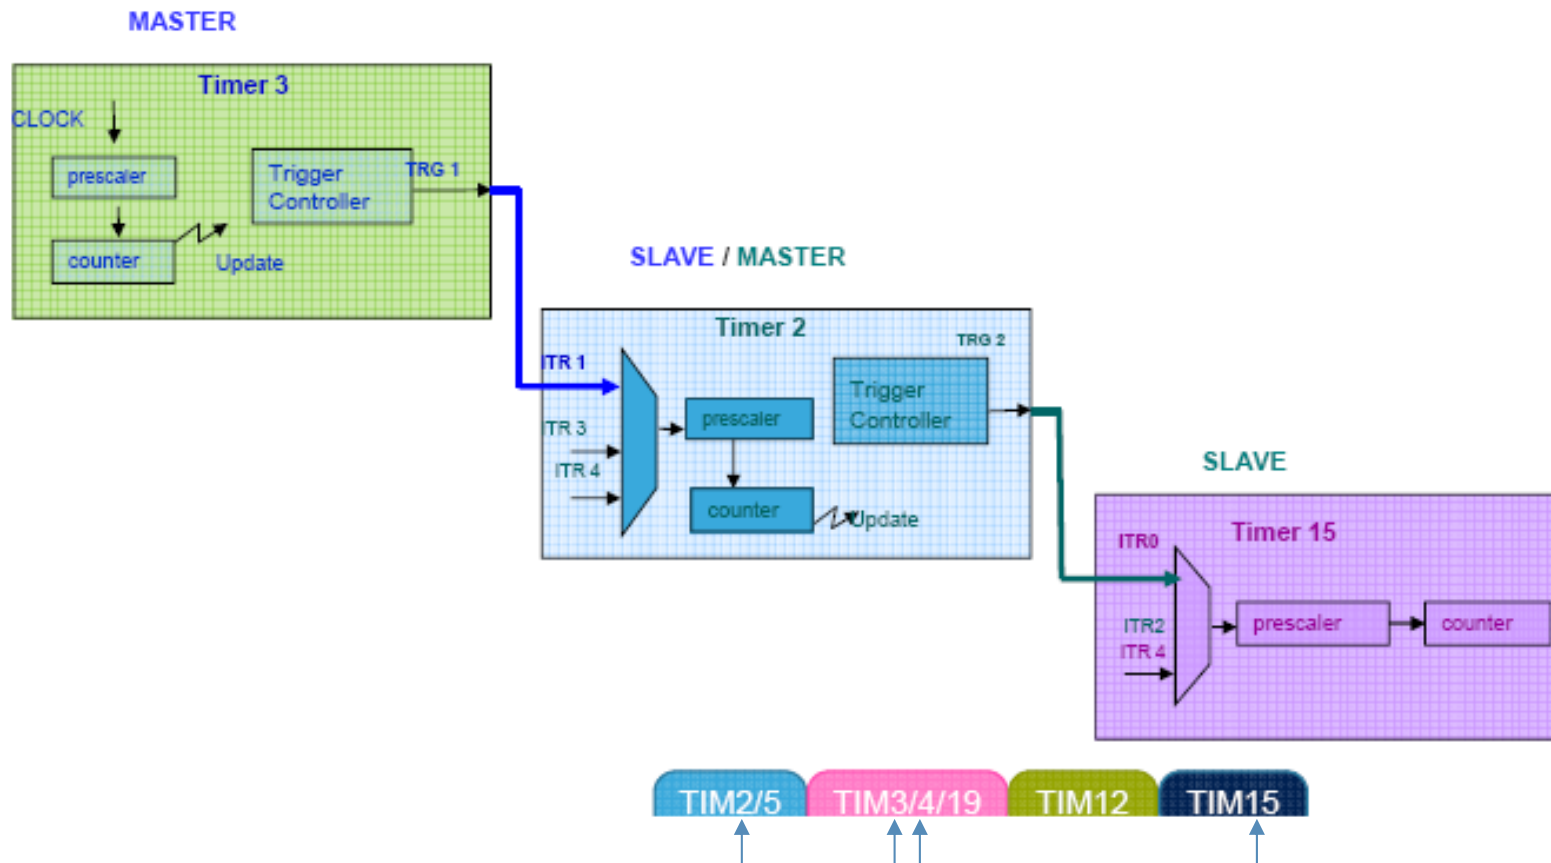 MASTER
Timer 3
CLOCK
prescaler
Trigger
Controller
TRG 1
counter
Update
SLAVE / MASTER
Timer 2
TRG 2
ITR 1
Trigger
Controller
prescaler
ITR 3
ITR 4
counter
Update
SLAVE
Timer 15
ITR0
ITR2
prescaler
counter
ITR 4
TIM2/5
TIM3/4/19
TIM12
TIM15